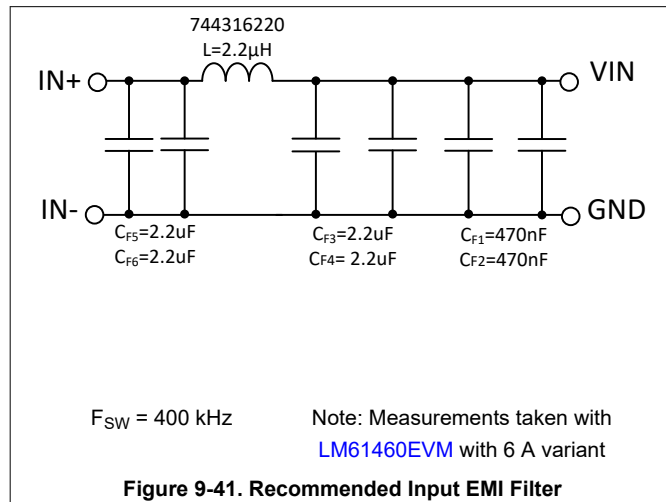 744316220
L=2.2µH
IN+
VIN
IN-
GND
CF5=2.2uF
CF6=2.2uF
CF3=2.2uF
CF4= 2.2uF
CF1=470nF
CF2=470nF
FSW = 400 kHz
Note: Measurements taken with
LM61460EVM with 6 A variant
Figure 9-41. Recommended Input EMI Filter